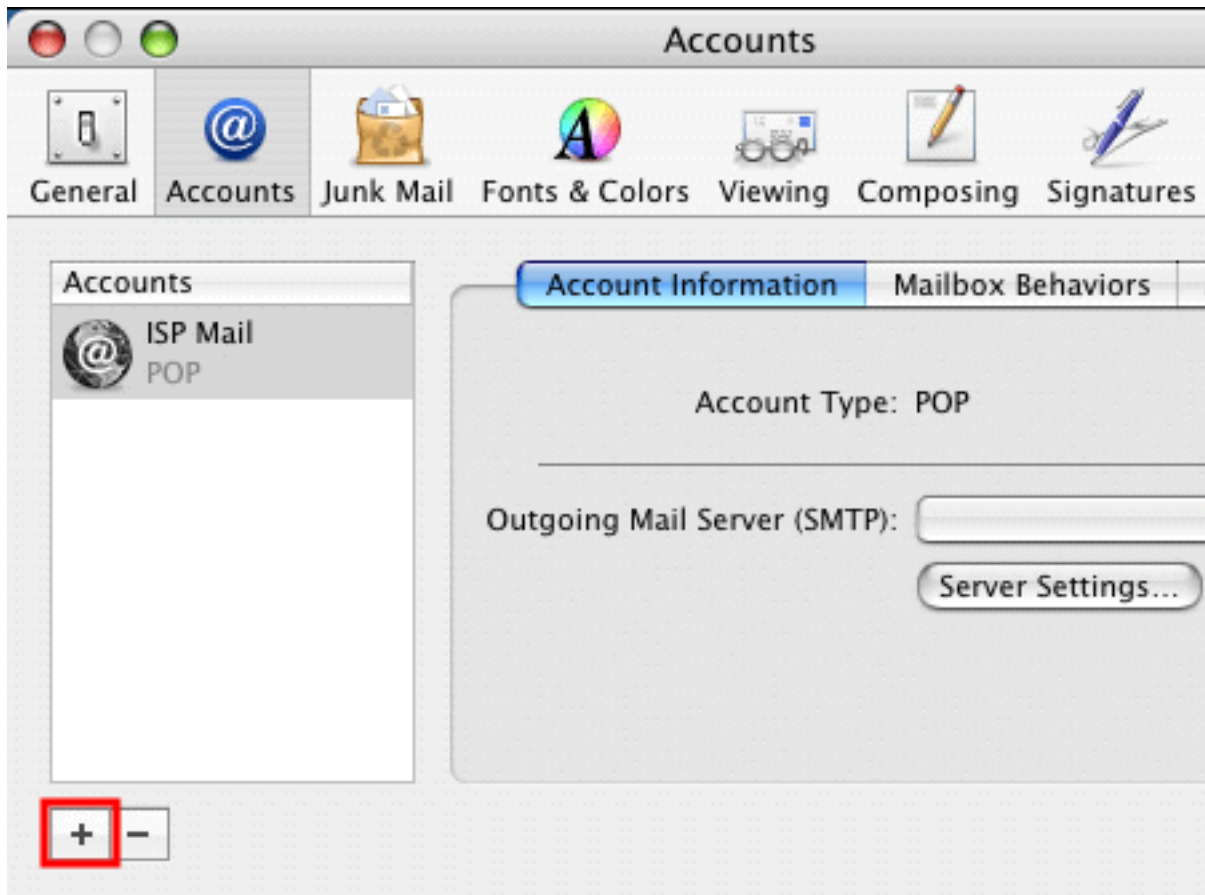 Accounts
General Accounts Junk Mail Fonts & Colors Viewing Composing Signatures
Accounts
ISP Mail
POP
Account Information Mailbox Behaviors
Account Type: POP
Outgoing Mail Server (SMTP):
Server Settings...
+ −